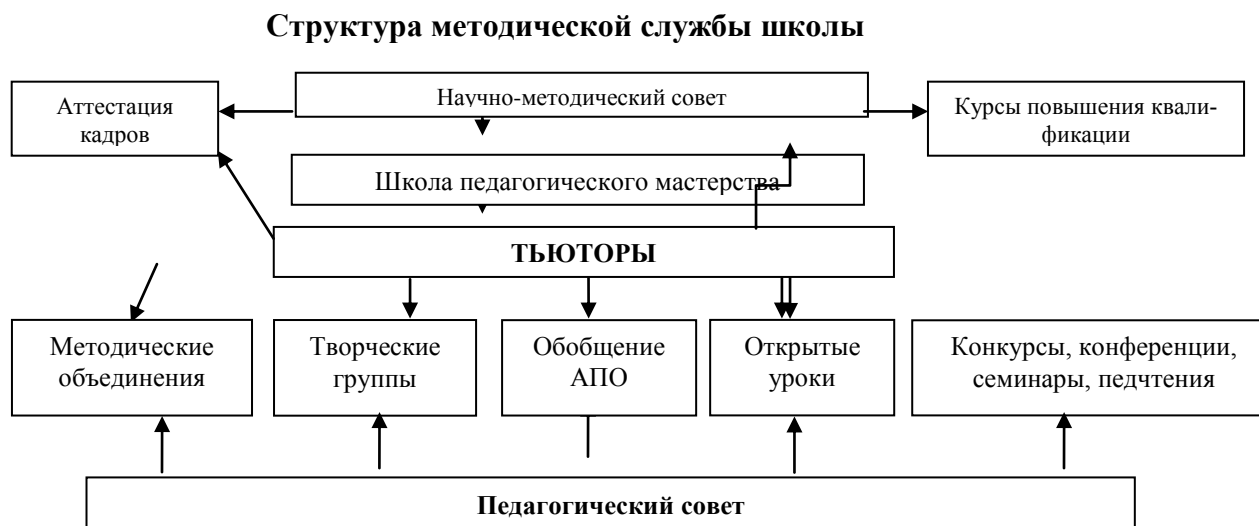 Структура методической службы школы
Аттестация
кадров
Научно-методический совет
Курсы повышения квали-
фикации
Школа педагогического мастерства
ТЬЮТОРЫ
Методические
объединения
Творческие
группы
Обобщение
АПО
Открытые
уроки
Конкурсы, конференции,
семинары, педчтения
Педагогический совет